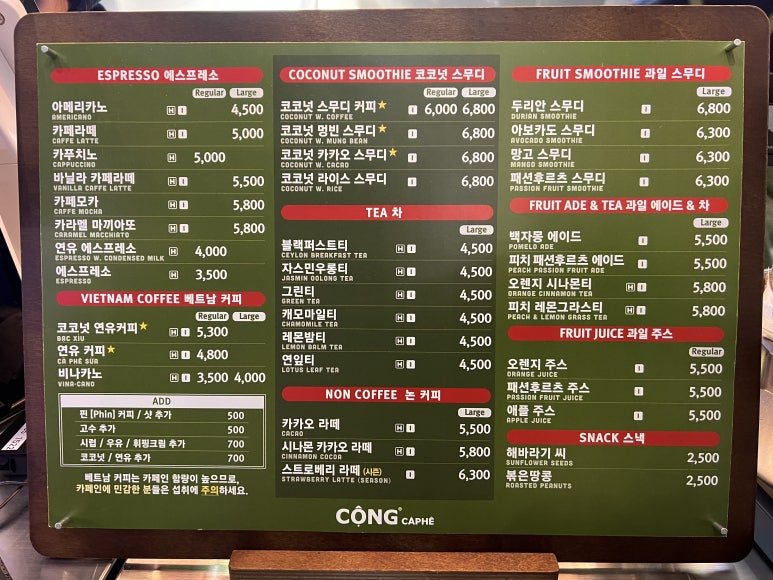 ESPRESSO 에스프레소
Regular Large
아메리카노 H I 4,500
AMERICANO
카페라떼 H I 5,000
CAFFE LATTE
카푸치노 H 5,000
CAPPUCCINO
바닐라 카페라떼 H I 5,500
VANILLA CAFFE LATTE
카페모카 H I 5,800
CAFFE MOCHA
카라멜 마끼아또 H I 5,800
CARAMEL MACCHIATO
연유 에스프레소 H 4,000
ESPRESSO W. CONDENSED MILK
에스프레소 H 3,500
ESPRESSO
VIETNAM COFFEE 베트남 커피
Regular Large
코코넛 연유커피★ H I 5,300
BAC XIU
연유 커피★ H I 4,800
CA PHE SUA
비나카노 H I 3,500 4,000
VINA-CANO
ADD
핀 [Phin] 커피 / 샷 추가 500
고수 추가 500
시럽 / 우유 / 휘핑크림 추가 700
코코넛 / 연유 추가 700
베트남 커피는 카페인 함량이 높으므로,
카페인에 민감한 분들은 섭취에 주의하세요.
COCONUT SMOOTHIE 코코넛 스무디
Regular Large
코코넛 스무디 커피★ I 6,000 6,800
COCONUT W. COFFEE
코코넛 멍빈 스무디★ I 6,800
COCONUT W. MUNG BEAN
코코넛 카카오 스무디★ I 6,800
COCONUT W. CACAO
코코넛 라이스 스무디 I 6,800
COCONUT W. RICE
TEA 차
Large
블랙퍼스트티 H I 4,500
CEYLON BREAKFAST TEA
자스민우롱티 H I 4,500
JASMIN OOLONG TEA
그린티 H I 4,500
GREEN TEA
캐모마일티 H I 4,500
CHAMOMILE TEA
레몬밤티 H I 4,500
LEMON BALM TEA
연잎티 H I 4,500
LOTUS LEAF TEA
NON COFFEE 논 커피
Large
카카오 라떼 H I 5,500
CACAO
시나몬 카카오 라떼 H I 5,800
CINNAMON COCOA
스트로베리 라떼 (시즌) I 6,300
STRAWBERRY LATTE (SEASON)
FRUIT SMOOTHIE 과일 스무디
Large
두리안 스무디 I 6,800
DURIAN SMOOTHIE
아보카도 스무디 I 6,300
AVOCADO SMOOTHIE
망고 스무디 I 6,300
MANGO SMOOTHIE
패션후르츠 스무디 I 6,300
PASSION FRUIT SMOOTHIE
FRUIT ADE & TEA 과일 에이드 & 차
Large
백자몽 에이드 I 5,500
POMELO ADE
피치 패션후르츠 에이드 I 5,500
PEACH PASSION FRUIT ADE
오렌지 시나몬티 H I 5,800
ORANGE CINNAMON TEA
피치 레몬그라스티 H I 5,800
PEACH & LEMON GRASS TEA
FRUIT JUICE 과일 주스
Regular
오렌지 주스 I 5,500
ORANGE JUICE
패션후르츠 주스 I 5,500
PASSION FRUIT JUICE
애플 주스 I 5,500
APPLE JUICE
SNACK 스낵
해바라기 씨 2,500
SUNFLOWER SEEDS
볶은땅콩 2,500
ROASTED PEANUTS
CỘNG® CAPHÊ